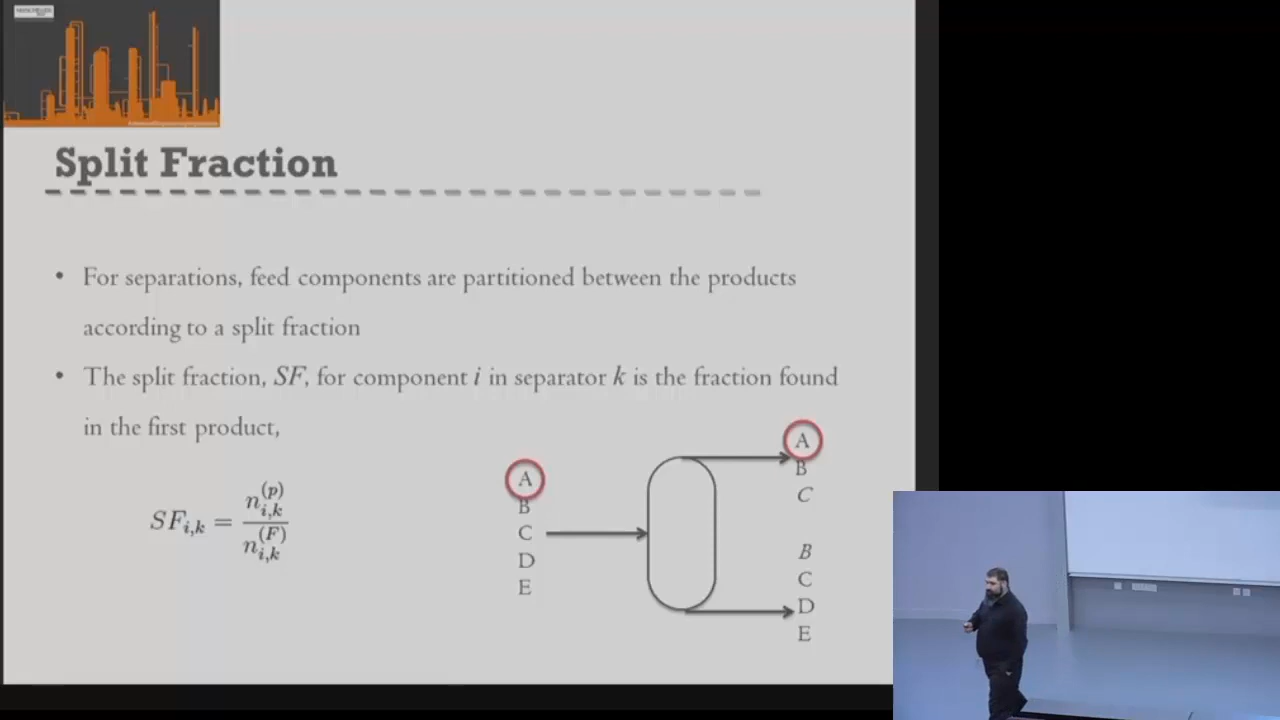 Split Fraction
• For separations, feed components are partitioned between the products
according to a split fraction
• The split fraction, SF, for component i in separator k is the fraction found
in the first product,
SF_{i,k} = n_{i,k}^{(p)} / n_{i,k}^{(F)}
A
B
C
D
E
A
B
C
B
C
D
E